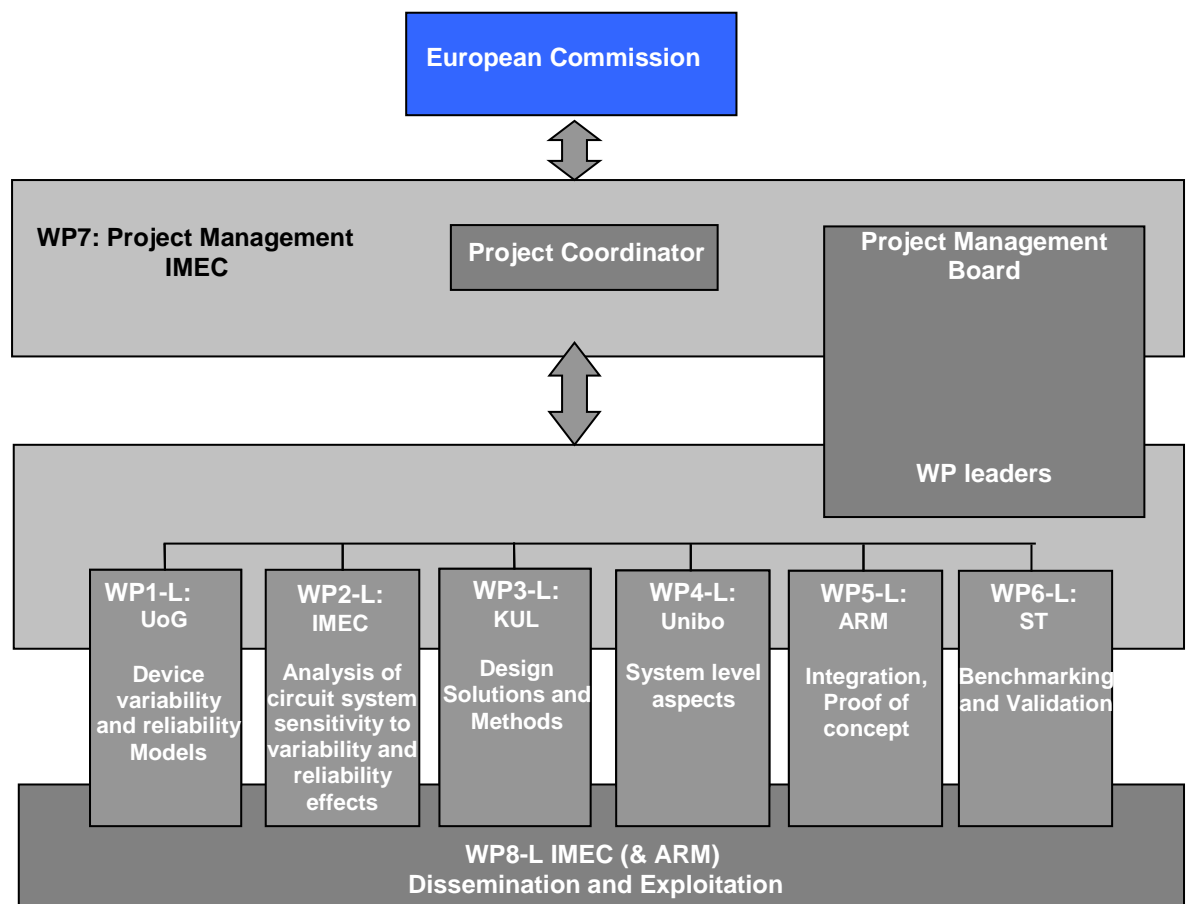 European Commission
WP7: Project Management
IMEC
Project Coordinator
Project Management
Board
WP leaders
WP1-L:
UoG
Device
variability
and reliability
Models
WP2-L:
IMEC
Analysis of
circuit system
sensitivity to
variability and
reliability
effects
WP3-L:
KUL
Design
Solutions and
Methods
WP4-L:
Unibo
System level
aspects
WP5-L:
ARM
Integration,
Proof of
concept
WP6-L:
ST
Benchmarking
and Validation
WP8-L IMEC (& ARM)
Dissemination and Exploitation